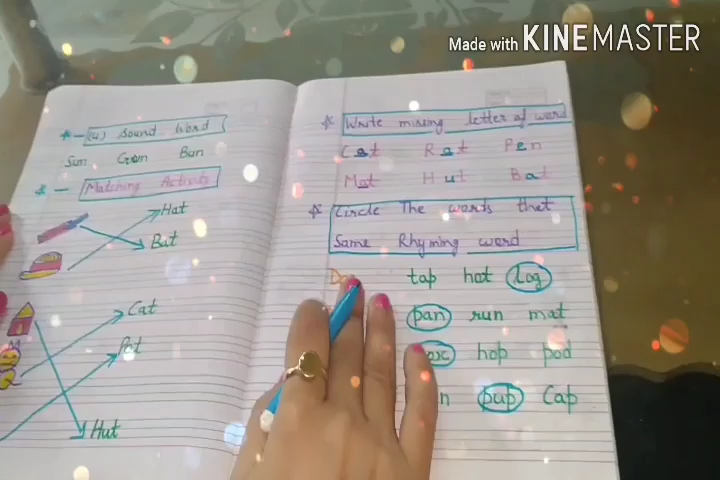 Made with KINEMASTER
(u) Sound Word
Sun Gun Bun
Matching Activity
Hat
Bat
Cat
Pot
Hut
Write mising letter of word
Cat Rat Pen
Mat Hut Bat
Circle The words that
Same Rhyming word
tap hot log
pan run mat
hop pod
pup Cap